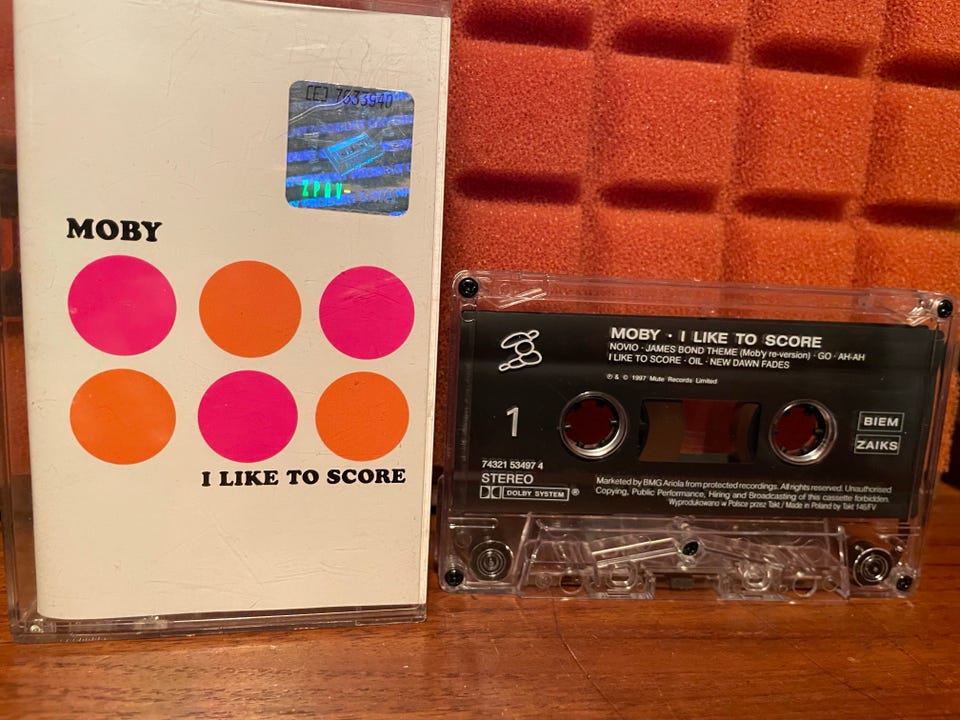 [E] 7633940
ZPAV
MOBY
I LIKE TO SCORE
MOBY · I LIKE TO SCORE
NOVIO · JAMES BOND THEME (Moby re-version) · GO · AH-AH
I LIKE TO SCORE · OIL · NEW DAWN FADES
℗ & © 1997 Mute Records Limited
1
BIEM
ZAIKS
74321 53497 4
STEREO
DOLBY SYSTEM ®
Marketed by BMG Ariola from protected recordings. All rights reserved. Unauthorised
Copying, Public Performance, Hiring and Broadcasting of this cassette forbidden.
Wyprodukowano w Polsce przez Takt / Made in Poland by Takt 146/FV